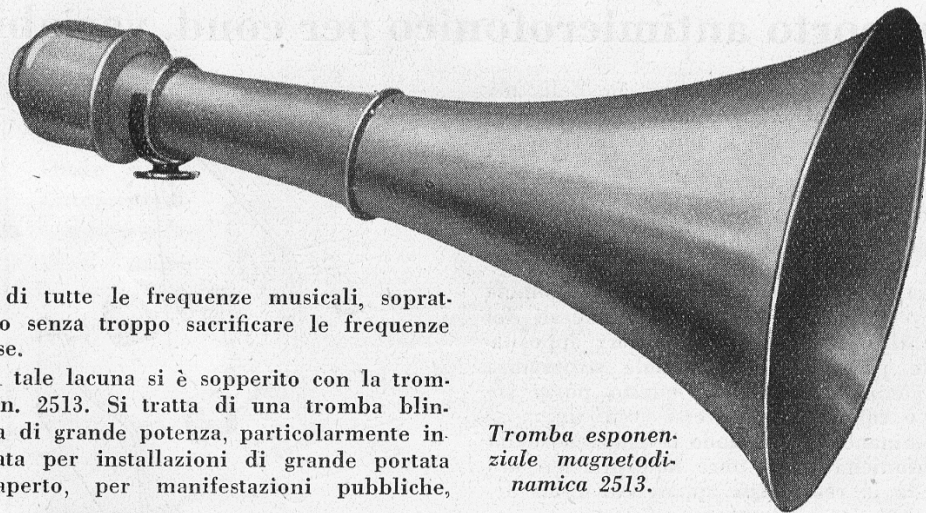 di tutte le frequenze musicali, soprat-
o senza troppo sacrificare le frequenze
se.
tale lacuna si è sopperito con la trom-
n. 2513. Si tratta di una tromba blin-
a di grande potenza, particolarmente in-
ata per installazioni di grande portata
aperto, per manifestazioni pubbliche,
Tromba esponen-
ziale magnetodi-
namica 2513.